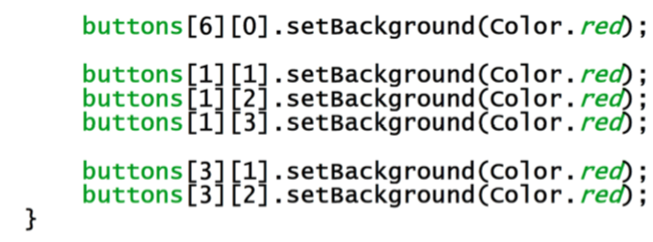 buttons[6][0].setBackground(Color.red);
buttons[1][1].setBackground(Color.red);
buttons[1][2].setBackground(Color.red);
buttons[1][3].setBackground(Color.red);
buttons[3][1].setBackground(Color.red);
buttons[3][2].setBackground(Color.red);
}